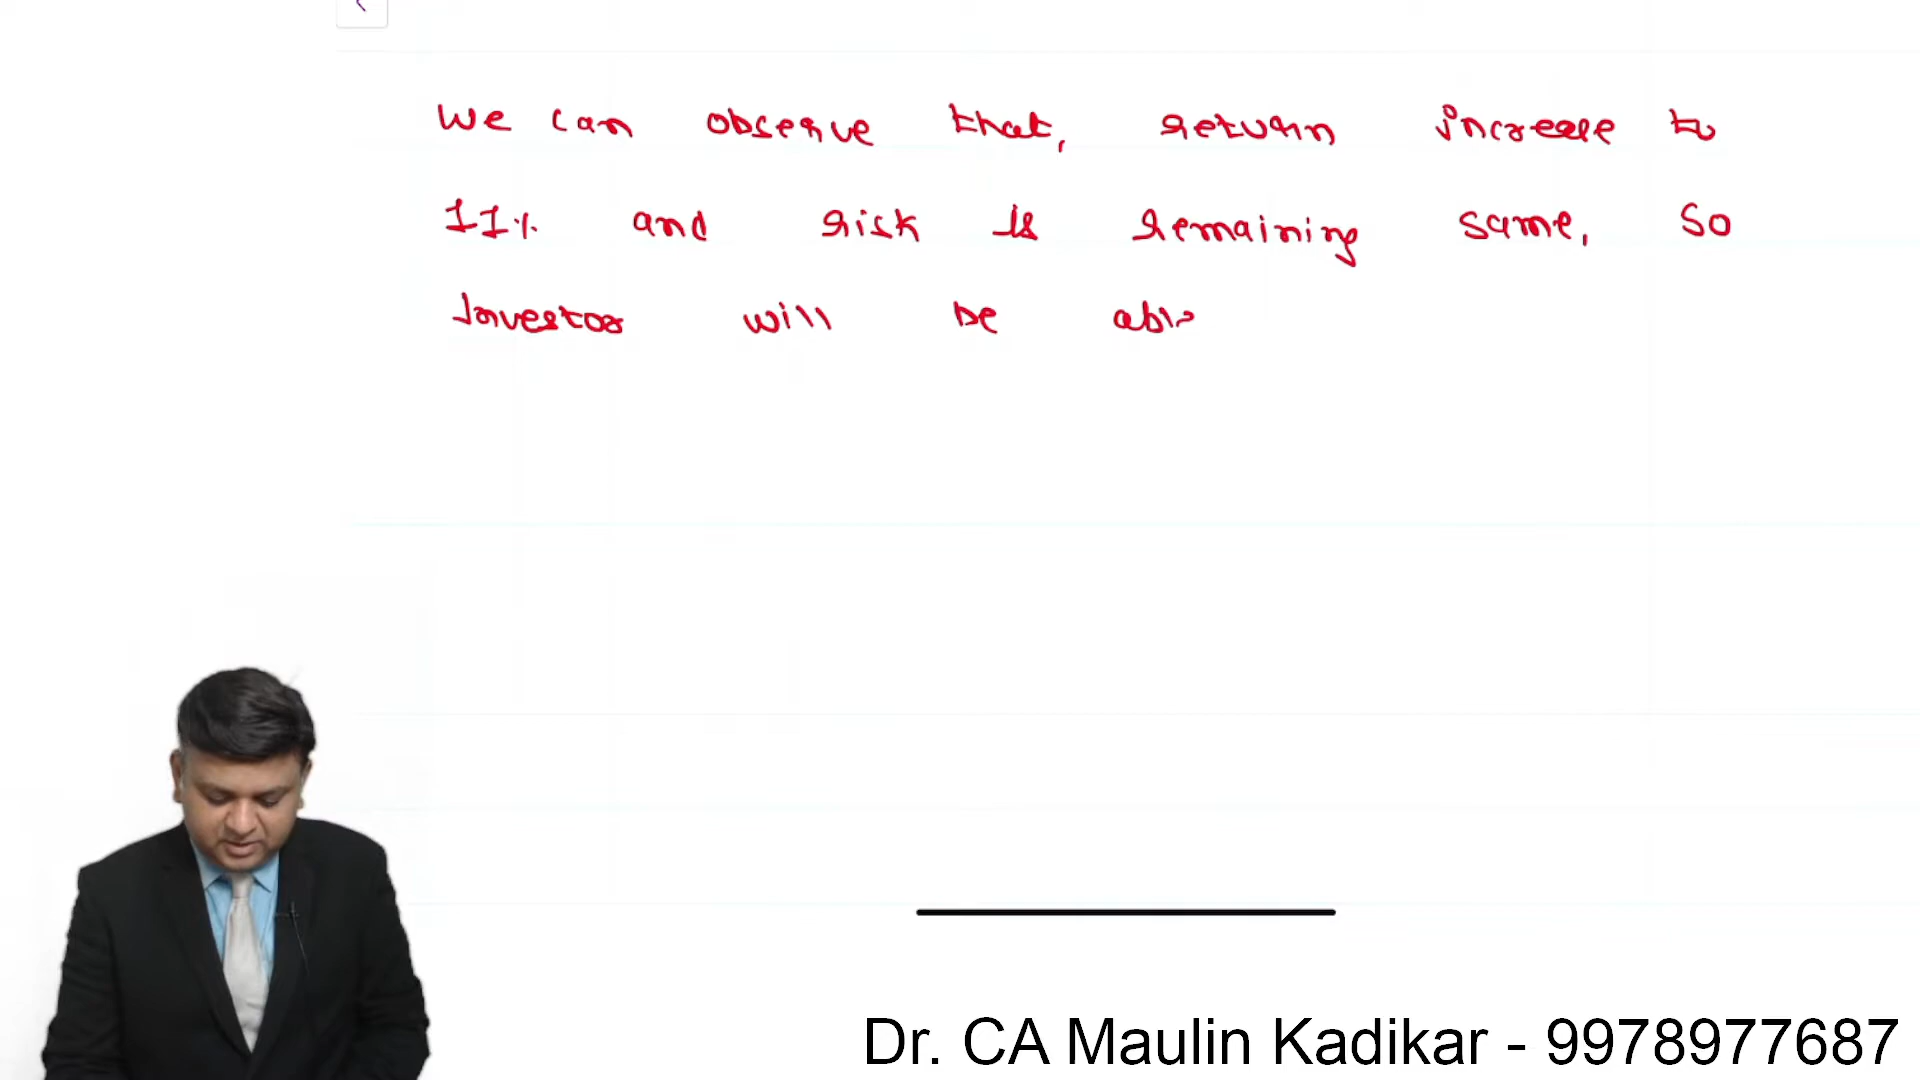 We can observe that, return increase to
11% and risk is remaining same, so
Investor will be able
Dr. CA Maulin Kadikar - 9978977687